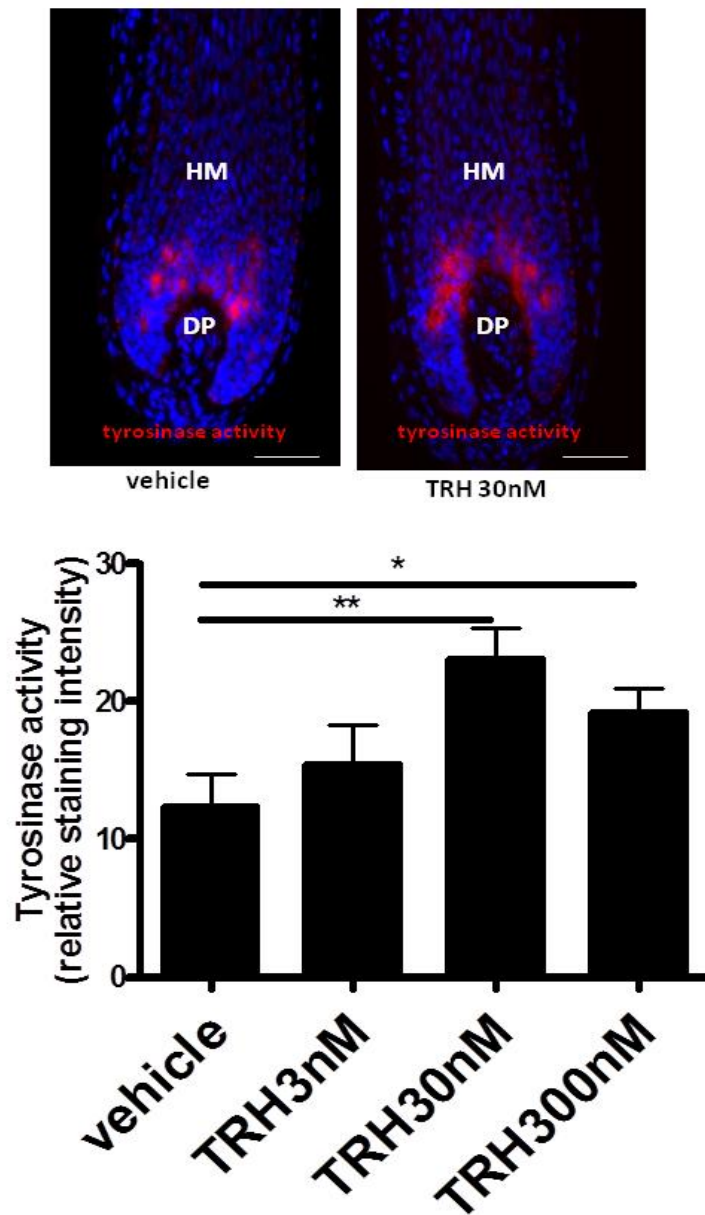 HM
DP
tyrosinase activity
vehicle
HM
DP
tyrosinase activity
TRH 30nM
Tyrosinase activity
(relative staining intensity)
30
20
10
0
*
**
vehicle
TRH3nM
TRH30nM
TRH300nM